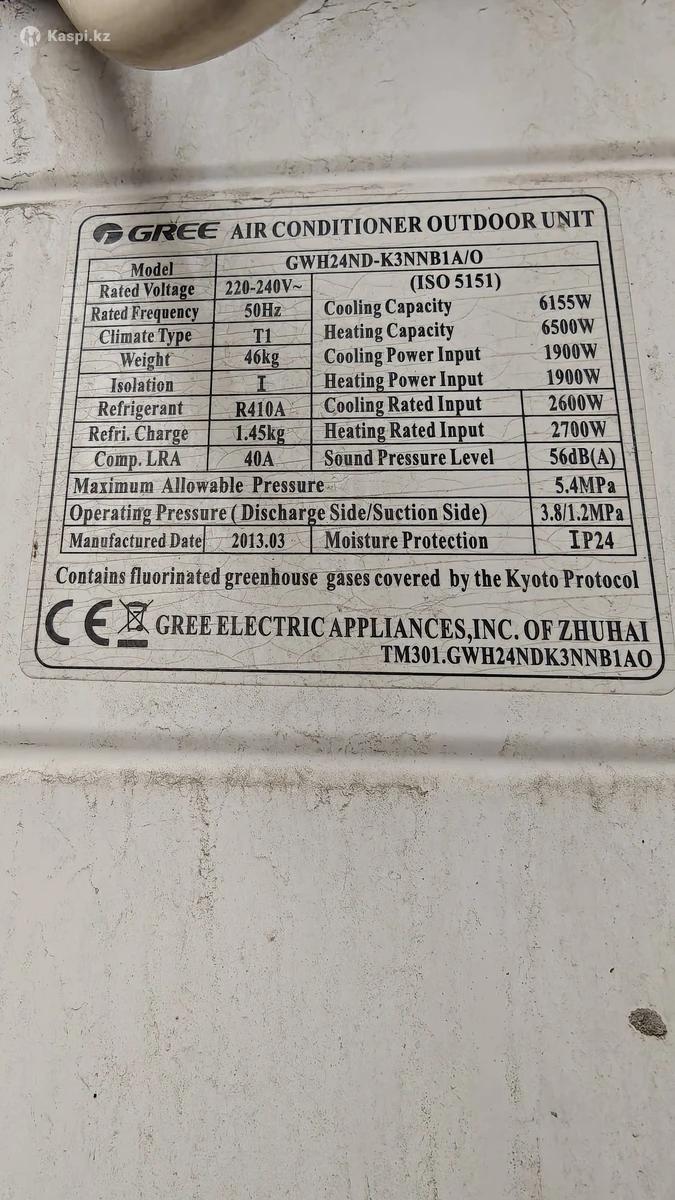 Kaspi.kz
GREE AIR CONDITIONER OUTDOOR UNIT
Model GWH24ND-K3NNB1A/O
Rated Voltage 220-240V~ (ISO 5151)
Rated Frequency 50Hz Cooling Capacity 6155W
Climate Type T1 Heating Capacity 6500W
Weight 46kg Cooling Power Input 1900W
Isolation I Heating Power Input 1900W
Refrigerant R410A Cooling Rated Input 2600W
Refri. Charge 1.45kg Heating Rated Input 2700W
Comp. LRA 40A Sound Pressure Level 56dB(A)
Maximum Allowable Pressure 5.4MPa
Operating Pressure ( Discharge Side/Suction Side) 3.8/1.2MPa
Manufactured Date 2013.03 Moisture Protection IP24
Contains fluorinated greenhouse gases covered by the Kyoto Protocol
CE GREE ELECTRIC APPLIANCES,INC. OF ZHUHAI
TM301.GWH24NDK3NNB1AO